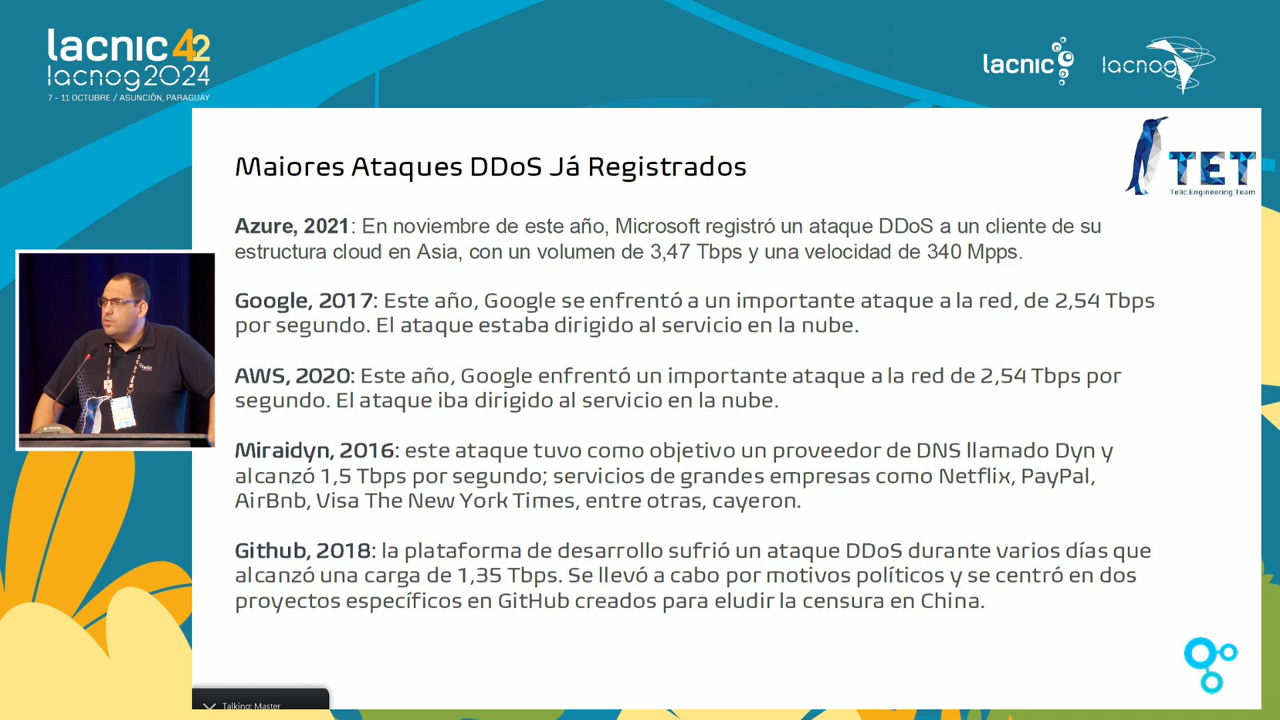 lacnic 42
lacnog2024
7 - 11 OCTUBRE / ASUNCIÓN, PARAGUAY
lacnic
lacnog
TET
Telic Engineering Team
Maiores Ataques DDoS Já Registrados
Azure, 2021: En noviembre de este año, Microsoft registró un ataque DDoS a un cliente de su
estructura cloud en Asia, con un volumen de 3,47 Tbps y una velocidad de 340 Mpps.
Google, 2017: Este año, Google se enfrentó a un importante ataque a la red, de 2,54 Tbps
por segundo. El ataque estaba dirigido al servicio en la nube.
AWS, 2020: Este año, Google enfrentó un importante ataque a la red de 2,54 Tbps por
segundo. El ataque iba dirigido al servicio en la nube.
Miraidyn, 2016: este ataque tuvo como objetivo un proveedor de DNS llamado Dyn y
alcanzó 1,5 Tbps por segundo; servicios de grandes empresas como Netflix, PayPal,
AirBnb, Visa The New York Times, entre otras, cayeron.
Github, 2018: la plataforma de desarrollo sufrió un ataque DDoS durante varios días que
alcanzó una carga de 1,35 Tbps. Se llevó a cabo por motivos políticos y se centró en dos
proyectos específicos en GitHub creados para eludir la censura en China.
Talking: Master